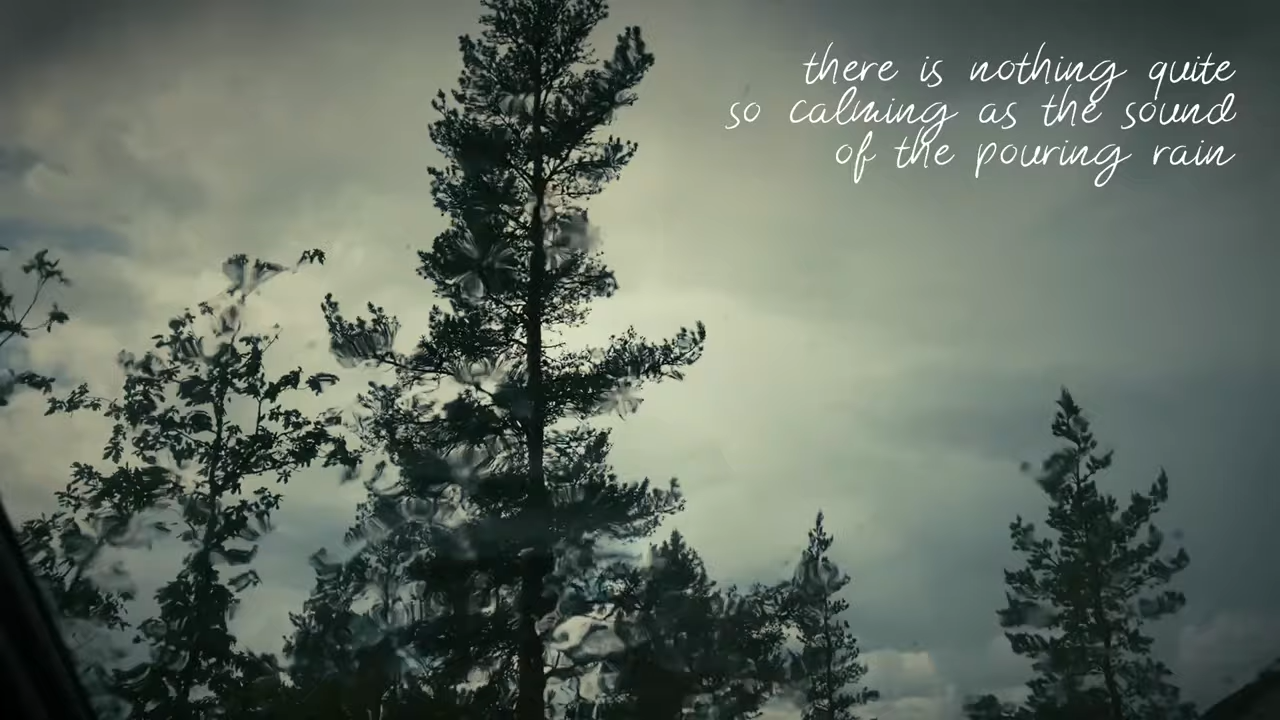 there is nothing quite
so calming as the sound
of the pouring rain